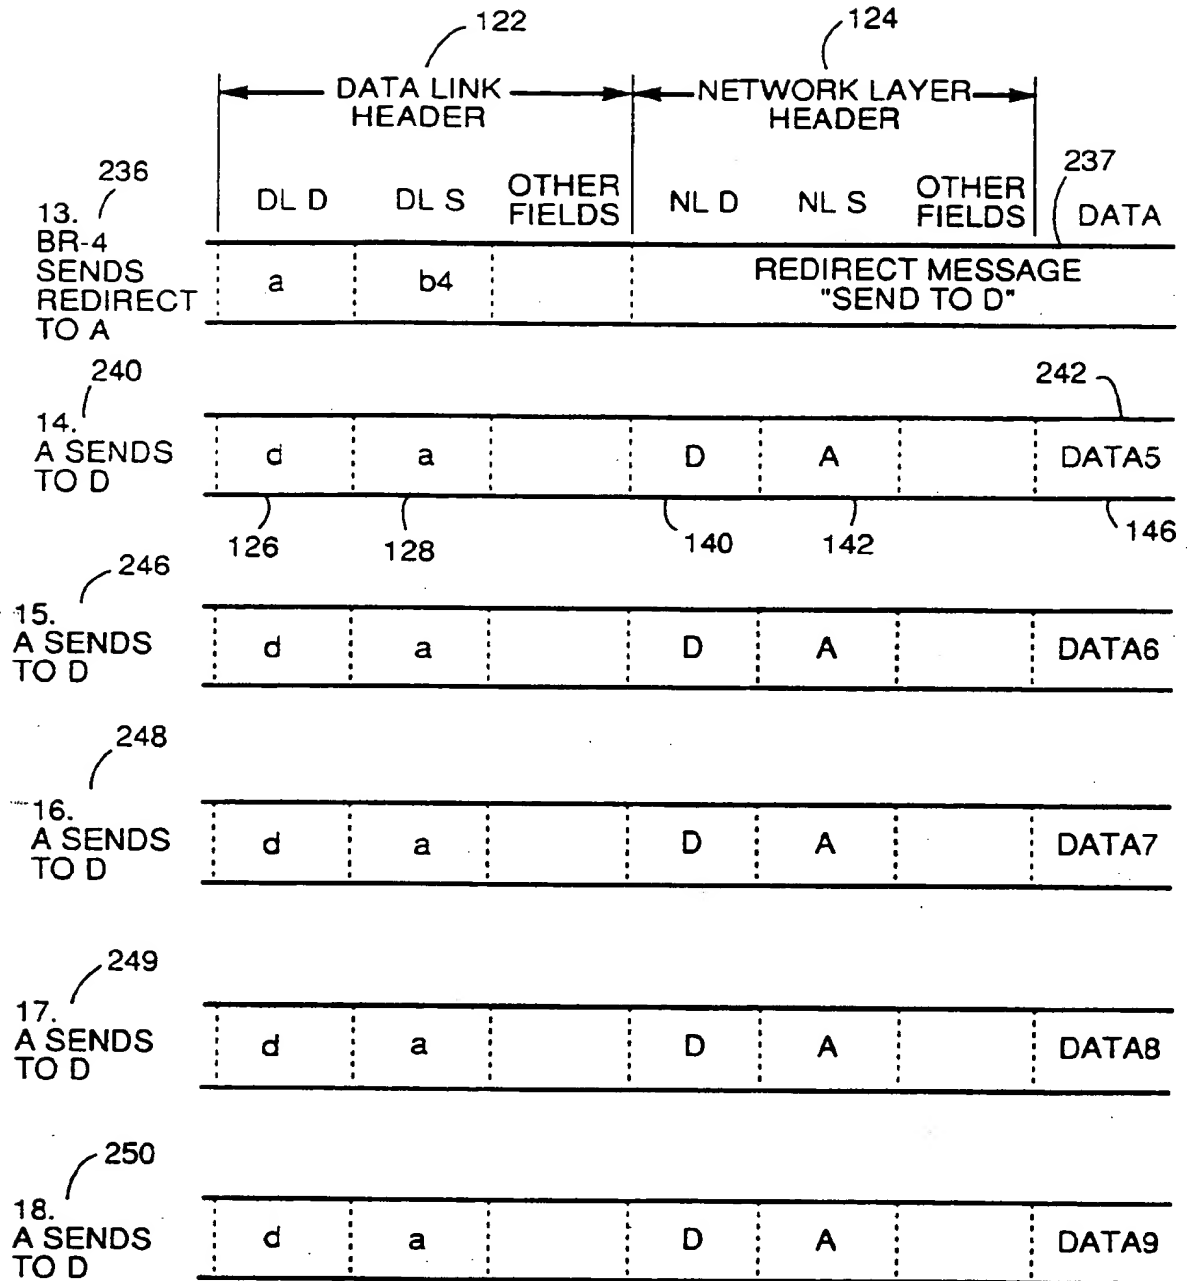 122
124
DATA LINK HEADER
NETWORK LAYER HEADER
236
237
DL D DL S OTHER FIELDS NL D NL S OTHER FIELDS DATA
13.
BR-4
SENDS
REDIRECT
TO A
a b4 REDIRECT MESSAGE
"SEND TO D"
240
242
14.
A SENDS
TO D
d a D A DATA5
126 128 140 142 146
246
15.
A SENDS
TO D
d a D A DATA6
248
16.
A SENDS
TO D
d a D A DATA7
249
17.
A SENDS
TO D
d a D A DATA8
250
18.
A SENDS
TO D
d a D A DATA9